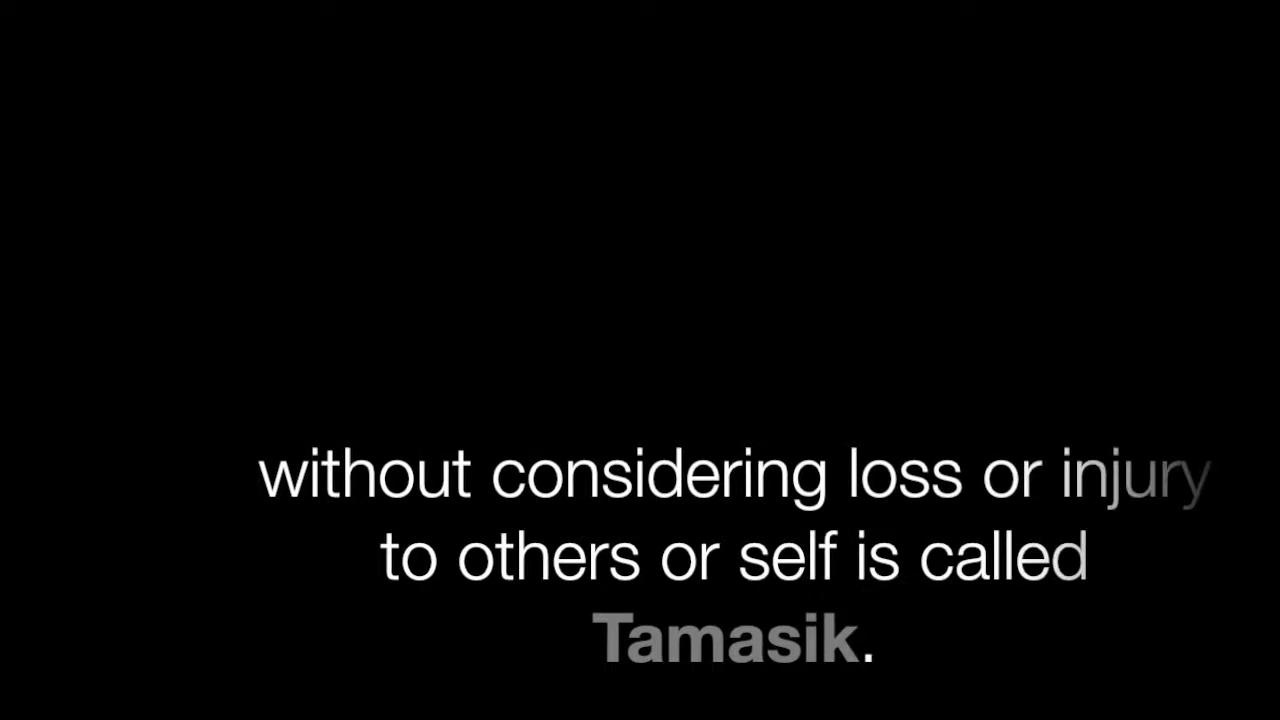 without considering loss or injury
to others or self is called
Tamasik.